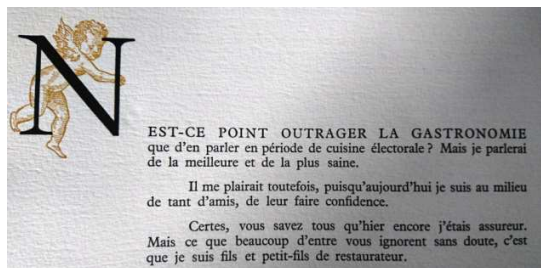 N
EST-CE POINT OUTRAGER LA GASTRONOMIE
que d'en parler en période de cuisine électorale ? Mais je parlerai
de la meilleure et de la plus saine.
Il me plairait toutefois, puisqu'aujourd'hui je suis au milieu
de tant d'amis, de leur faire confidence.
Certes, vous savez tous qu'hier encore j'étais assureur.
Mais ce que beaucoup d'entre vous ignorent sans doute, c'est
que je suis fils et petit-fils de restaurateur.